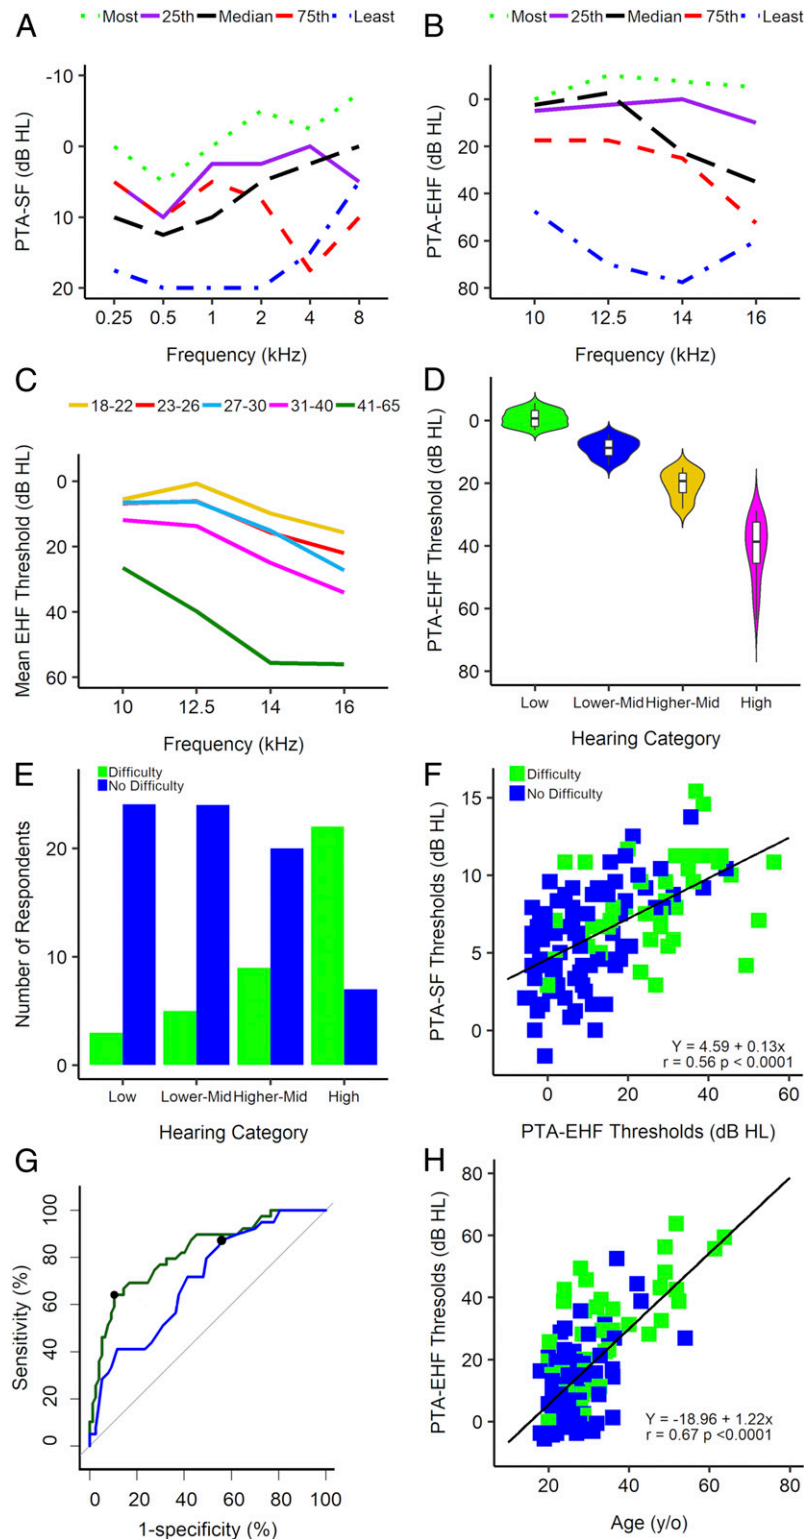 A
Most 25th Median 75th Least
PTA-SF (dB HL)
-10
0
10
20
0.25 0.5 1 2 4 8
Frequency (kHz)
B
Most 25th Median 75th Least
PTA-EHF (dB HL)
0
20
40
60
80
10 12.5 14 16
Frequency (kHz)
C
18-22 23-26 27-30 31-40 41-65
Mean EHF Threshold (dB HL)
0
20
40
60
10 12.5 14 16
Frequency (kHz)
D
PTA-EHF Threshold (dB HL)
0
20
40
60
80
Low Lower-Mid Higher-Mid High
Hearing Category
E
Difficulty
No Difficulty
Number of Respondents
20
10
0
Low Lower-Mid Higher-Mid High
Hearing Category
F
Difficulty
No Difficulty
PTA-SF Thresholds (dB HL)
15
10
5
0
Y = 4.59 + 0.13x
r = 0.56 p < 0.0001
0 20 40 60
PTA-EHF Thresholds (dB HL)
G
Sensitivity (%)
100
80
60
40
20
0
0 20 40 60 80 100
1-specificity (%)
H
PTA-EHF Thresolds (dB HL)
80
60
40
20
0
Y = -18.96 + 1.22x
r = 0.67 p <0.0001
20 40 60 80
Age (y/o)